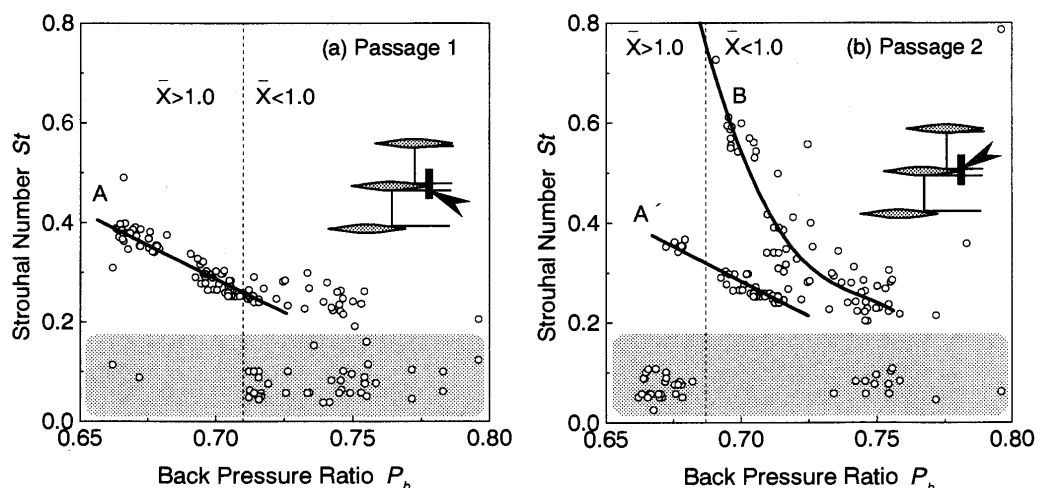 Strouhal Number St
0.8
0.6
0.4
0.2
0.0
(a) Passage 1
X̄>1.0
X̄<1.0
A
0.65
0.70
0.75
0.80
Back Pressure Ratio P_b
Strouhal Number St
0.8
0.6
0.4
0.2
0.0
X̄>1.0
X̄<1.0
(b) Passage 2
B
A´
0.65
0.70
0.75
0.80
Back Pressure Ratio P_b